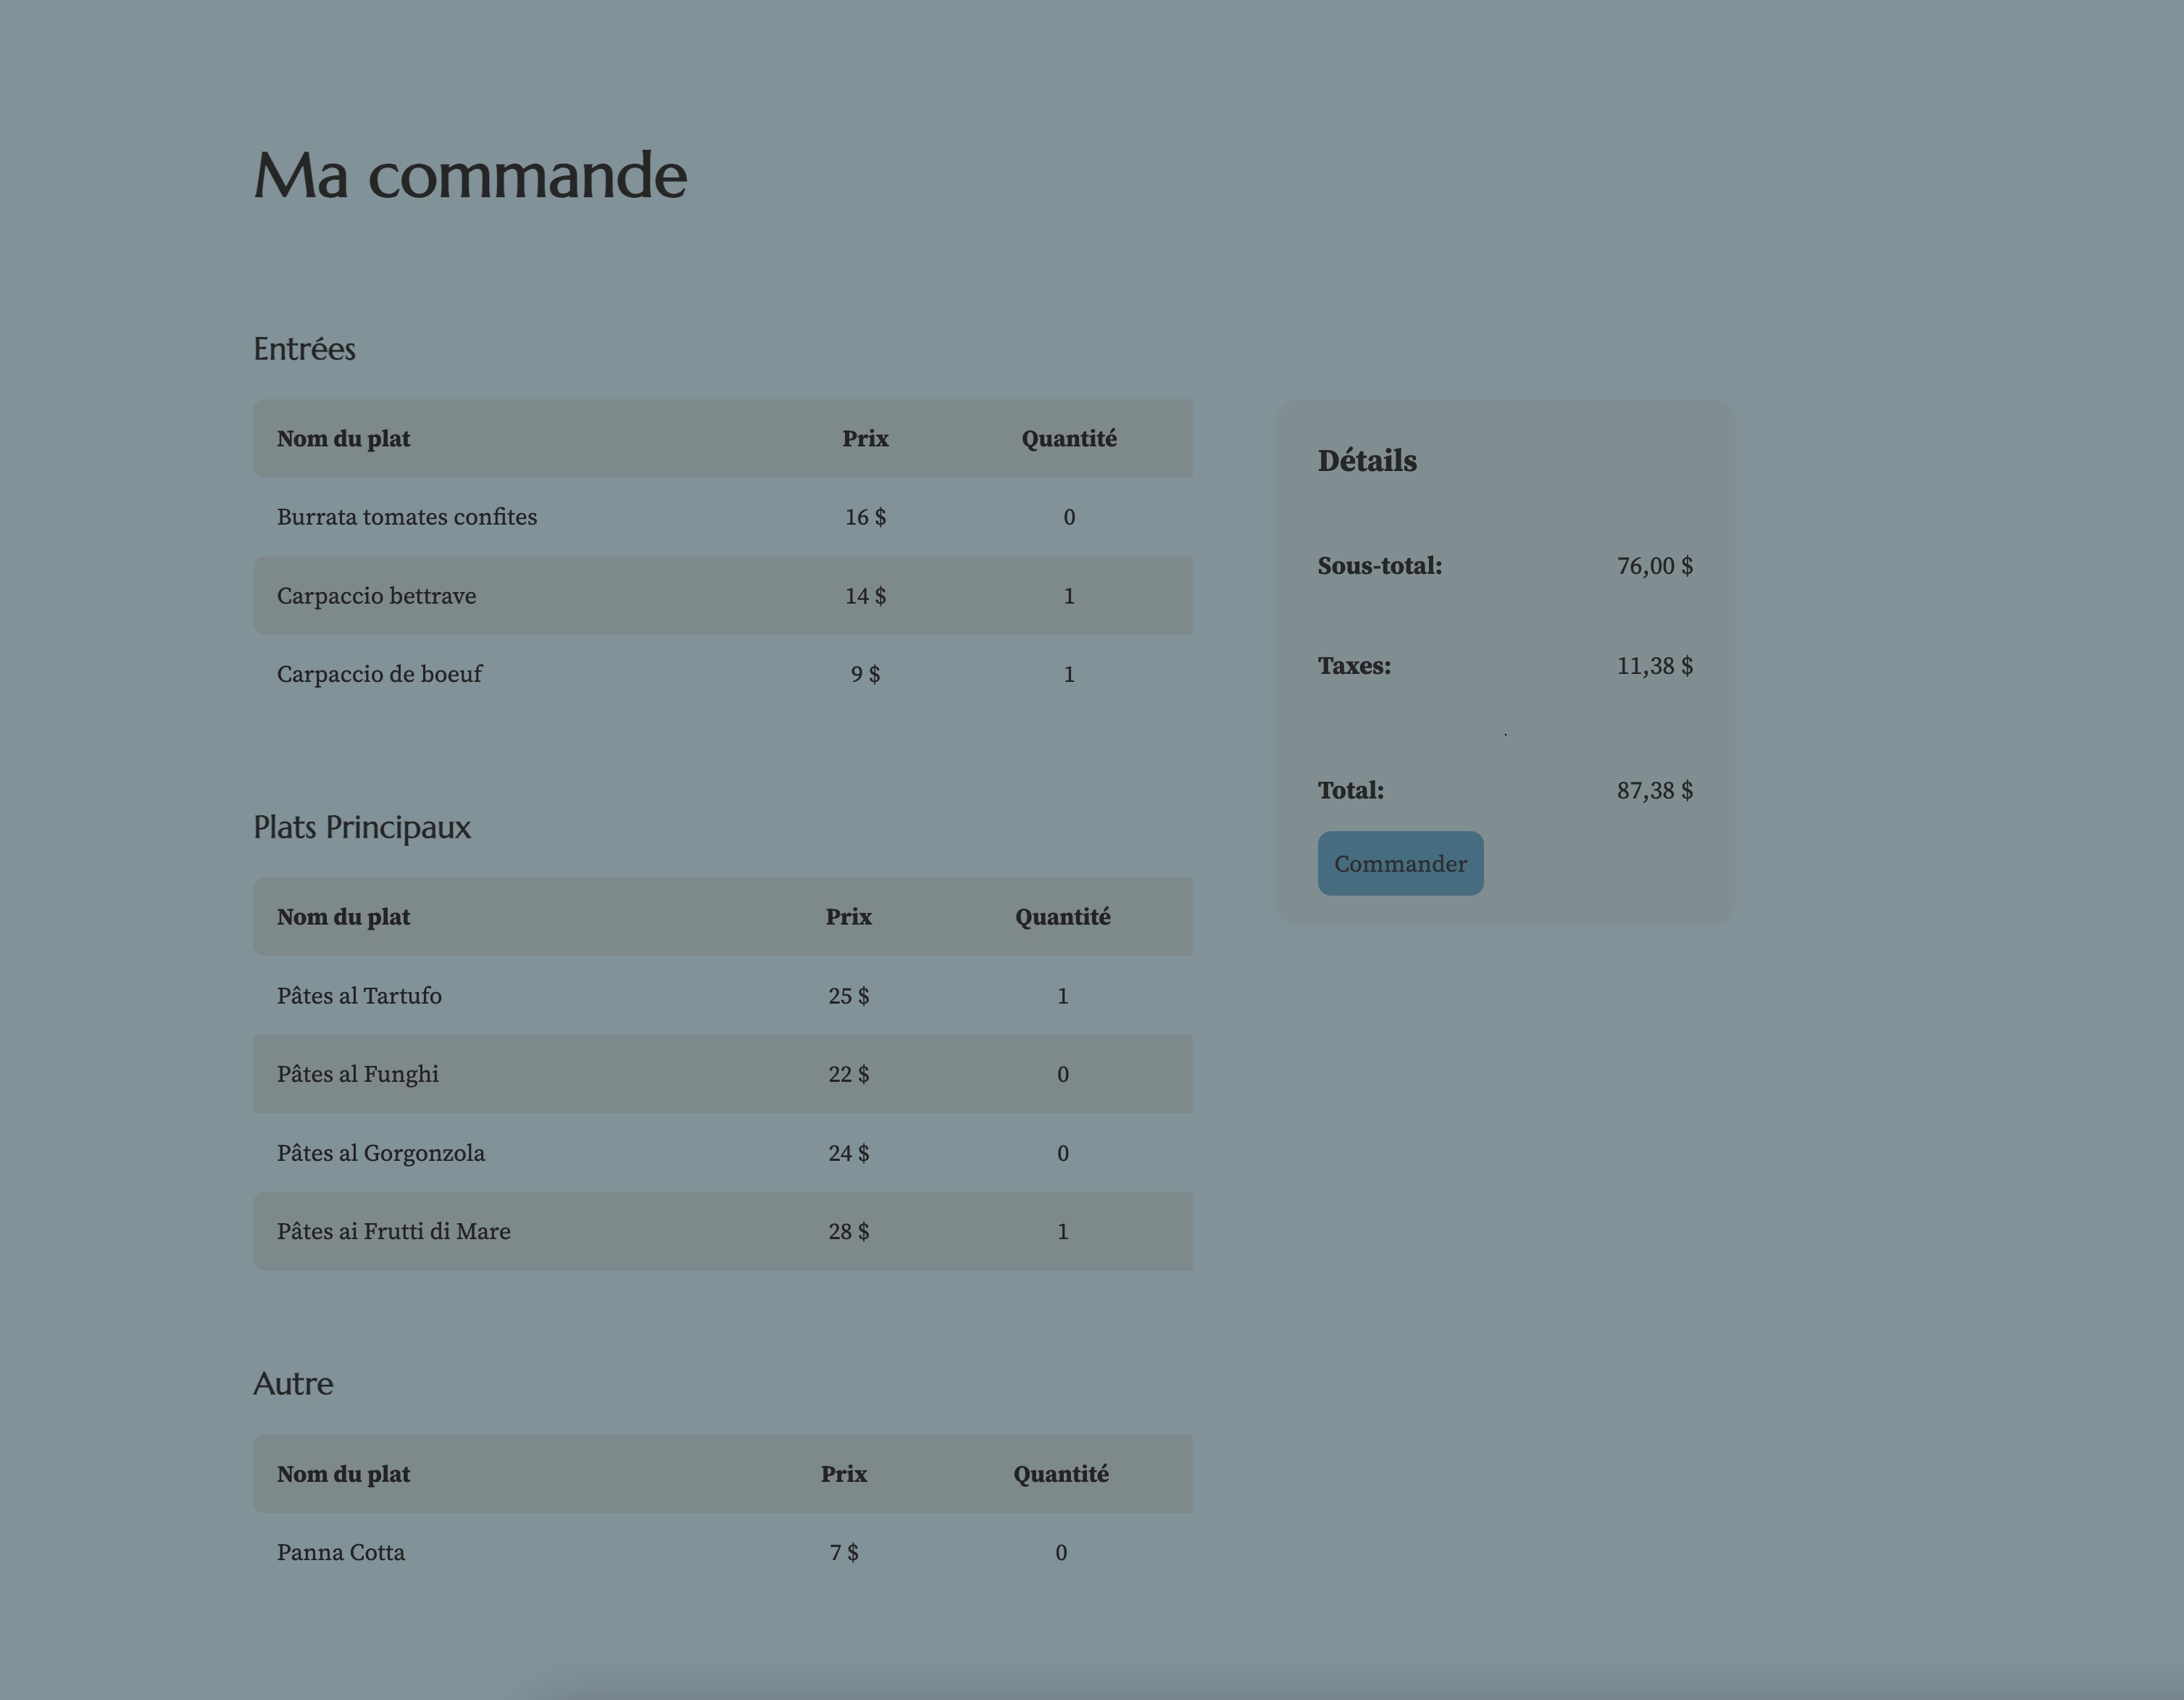 Ma commande
Entrées
Nom du plat Prix Quantité
Burrata tomates confites 16 $ 0
Carpaccio bettrave 14 $ 1
Carpaccio de boeuf 9 $ 1
Plats Principaux
Nom du plat Prix Quantité
Pâtes al Tartufo 25 $ 1
Pâtes al Funghi 22 $ 0
Pâtes al Gorgonzola 24 $ 0
Pâtes ai Frutti di Mare 28 $ 1
Autre
Nom du plat Prix Quantité
Panna Cotta 7 $ 0
Détails
Sous-total: 76,00 $
Taxes: 11,38 $
Total: 87,38 $
Commander